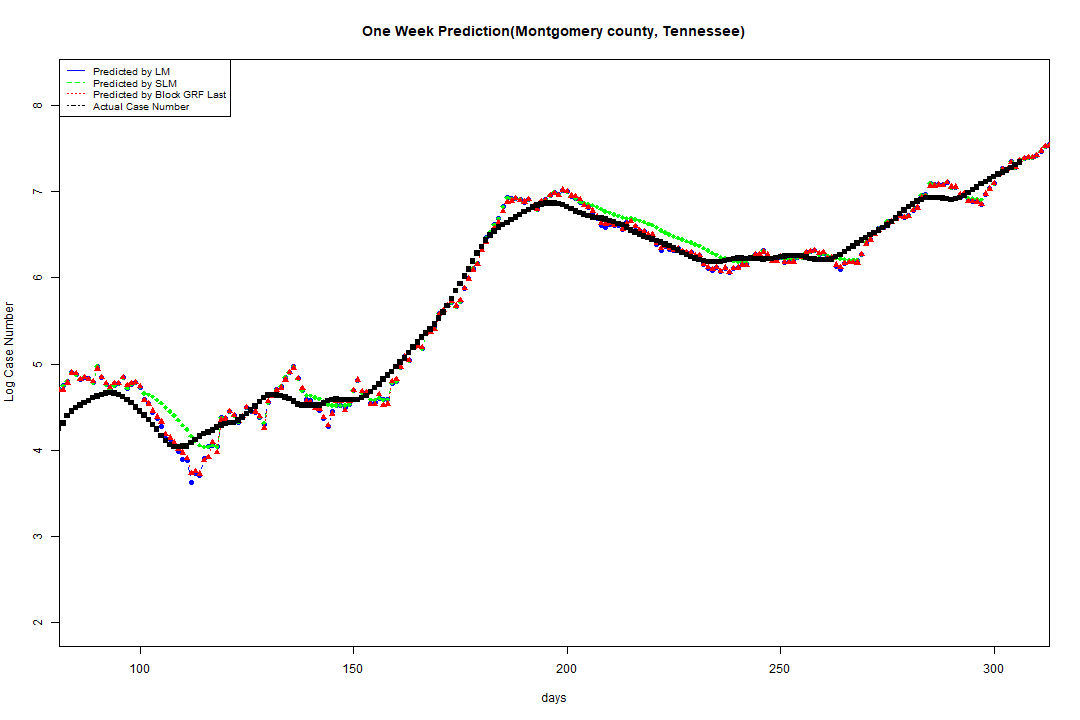 One Week Prediction(Montgomery county, Tennessee)
Predicted by LM
Predicted by SLM
Predicted by Block GRF Last
Actual Case Number
Log Case Number
8
7
6
5
4
3
2
100 150 200 250 300
days